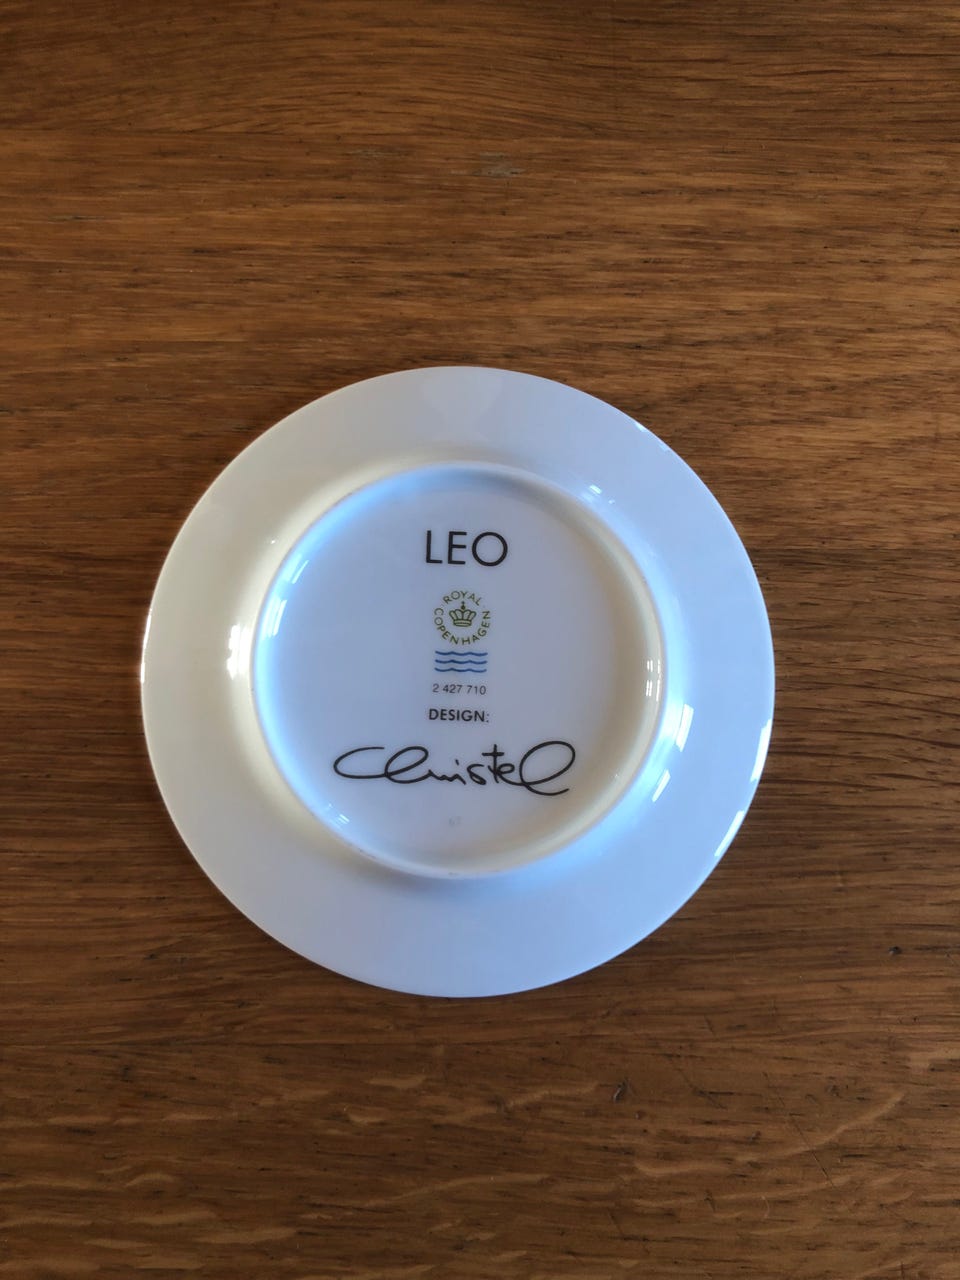 LEO
ROYAL COPENHAGEN
2 427 710
DESIGN:
Christel